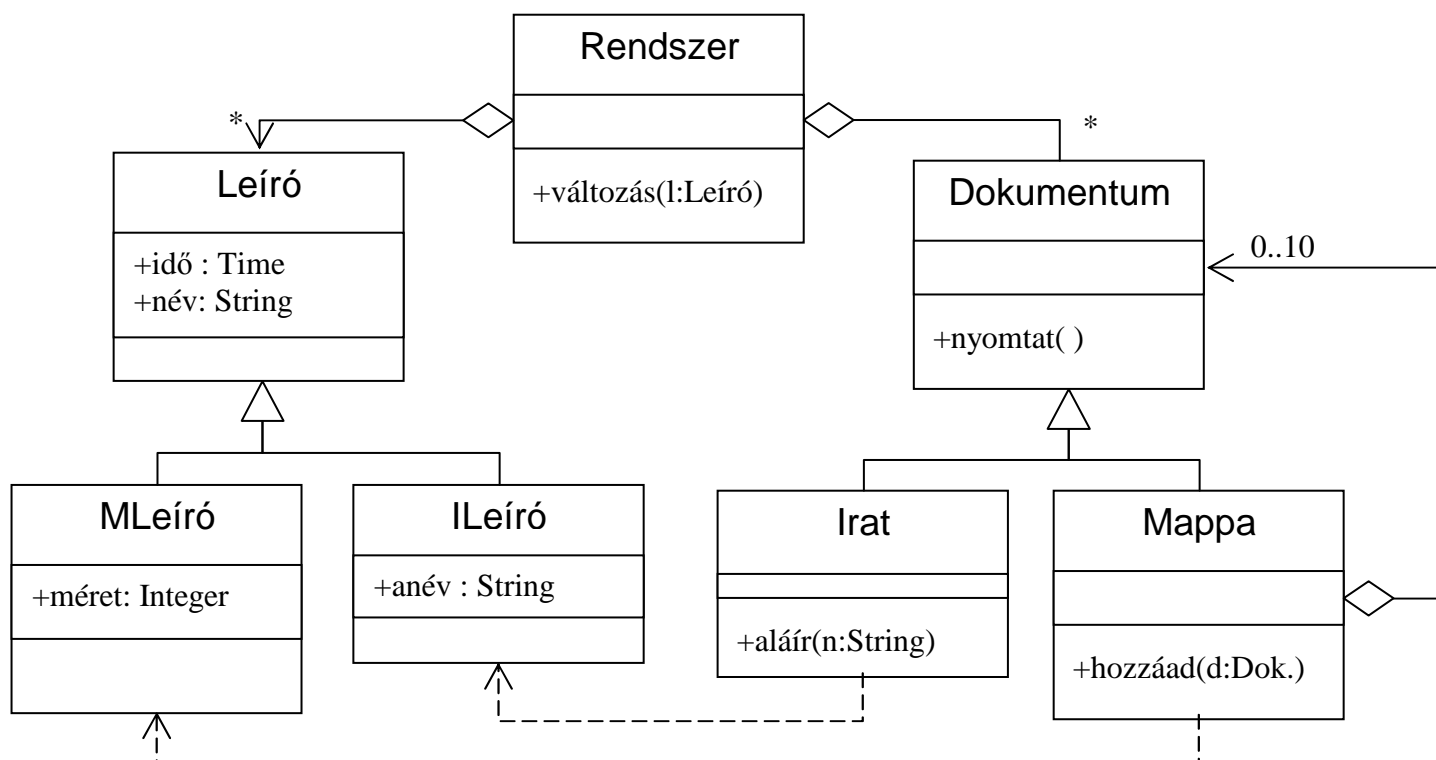 Rendszer
+változás(l:Leíró)
*
*
Leíró
+idő : Time
+név: String
Dokumentum
+nyomtat( )
0..10
MLeíró
+méret: Integer
ILeíró
+anév : String
Irat
+aláír(n:String)
Mappa
+hozzáad(d:Dok.)